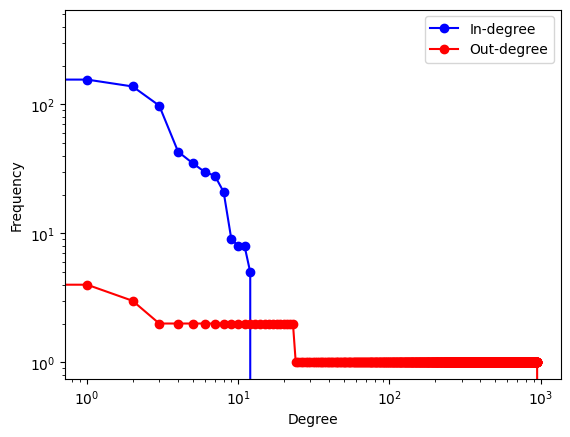 In-degree
Out-degree
Frequency
10²
10¹
10⁰
10⁰ 10¹ 10² 10³
Degree